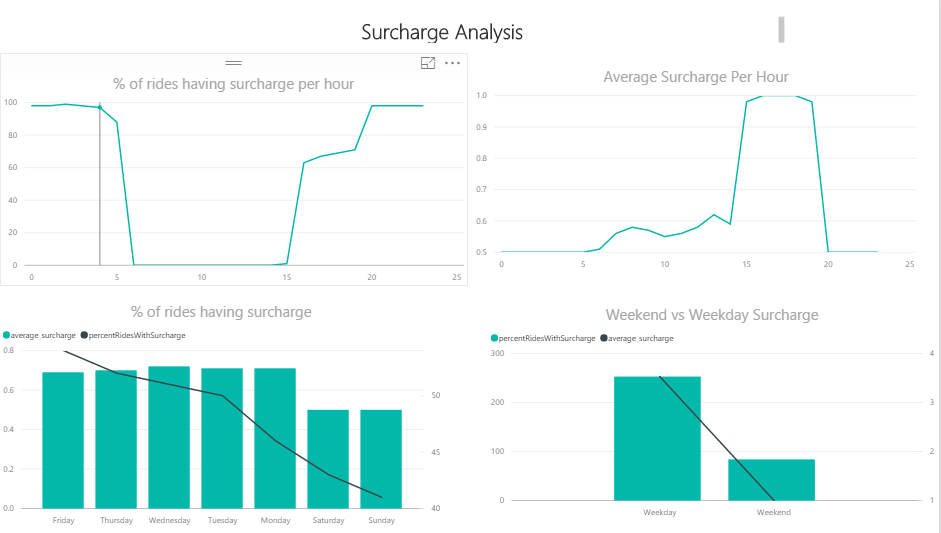 Surcharge Analysis
% of rides having surcharge per hour
100
80
60
40
20
0
0 5 10 15 20 25
Average Surcharge Per Hour
1.0
0.9
0.8
0.7
0.6
0.5
0 5 10 15 20 25
% of rides having surcharge
average_surcharge percentRidesWithSurcharge
0.8
0.6
0.4
0.2
0.0
50
45
40
Friday Thursday Wednesday Tuesday Monday Saturday Sunday
Weekend vs Weekday Surcharge
percentRidesWithSurcharge average_surcharge
300
200
100
0
4
3
2
1
Weekday Weekend